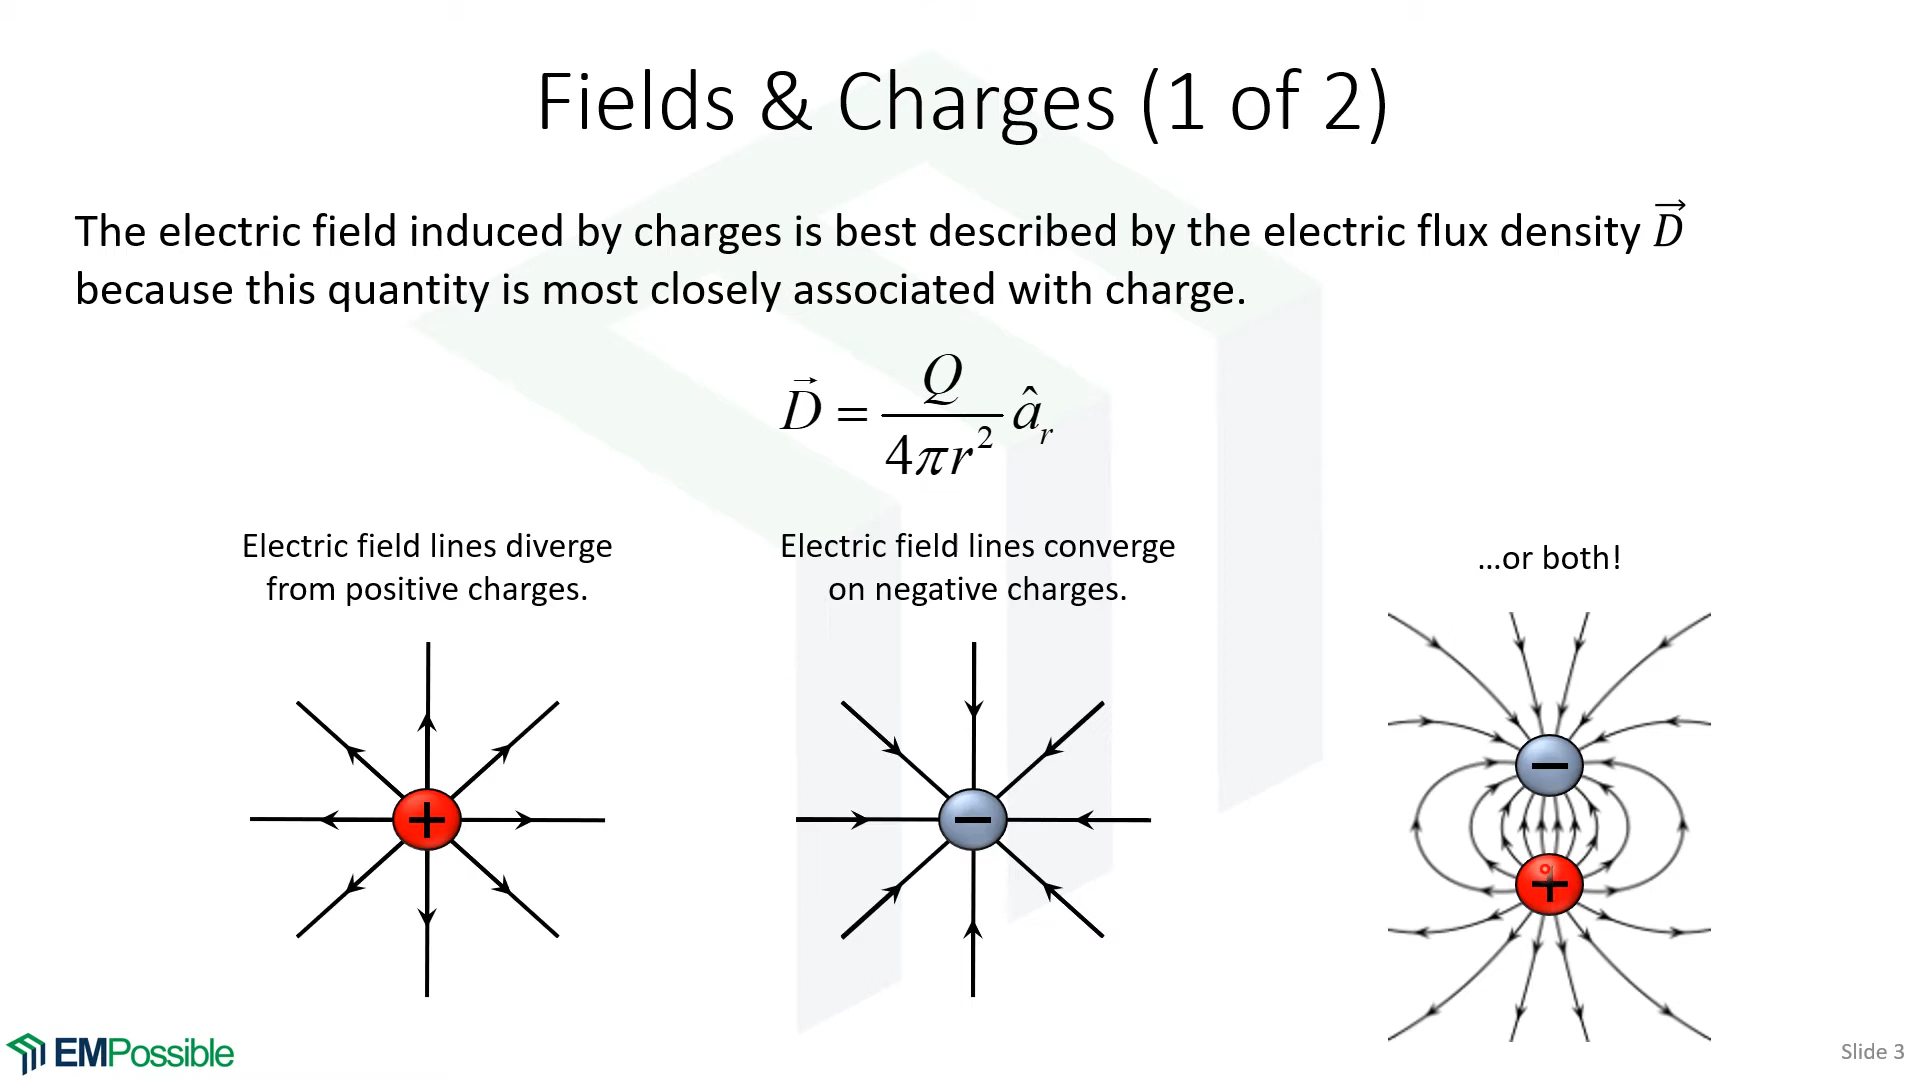 Fields & Charges (1 of 2)
The electric field induced by charges is best described by the electric flux density D⃗
because this quantity is most closely associated with charge.
D⃗ = Q / 4πr² âᵣ
Electric field lines diverge
from positive charges.
Electric field lines converge
on negative charges.
…or both!
+
−
−
+
EMPossible
Slide 3